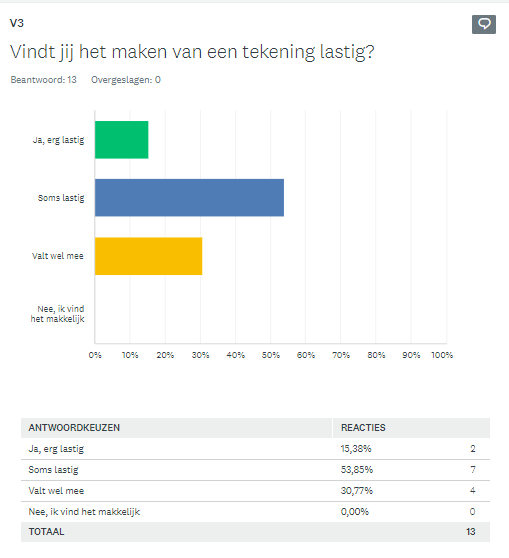 V3
Vindt jij het maken van een tekening lastig?
Beantwoord: 13 Overgeslagen: 0
Ja, erg lastig
Soms lastig
Valt wel mee
Nee, ik vind
het makkelijk
0% 10% 20% 30% 40% 50% 60% 70% 80% 90% 100%
ANTWOORDKEUZEN REACTIES
Ja, erg lastig 15,38% 2
Soms lastig 53,85% 7
Valt wel mee 30,77% 4
Nee, ik vind het makkelijk 0,00% 0
TOTAAL 13